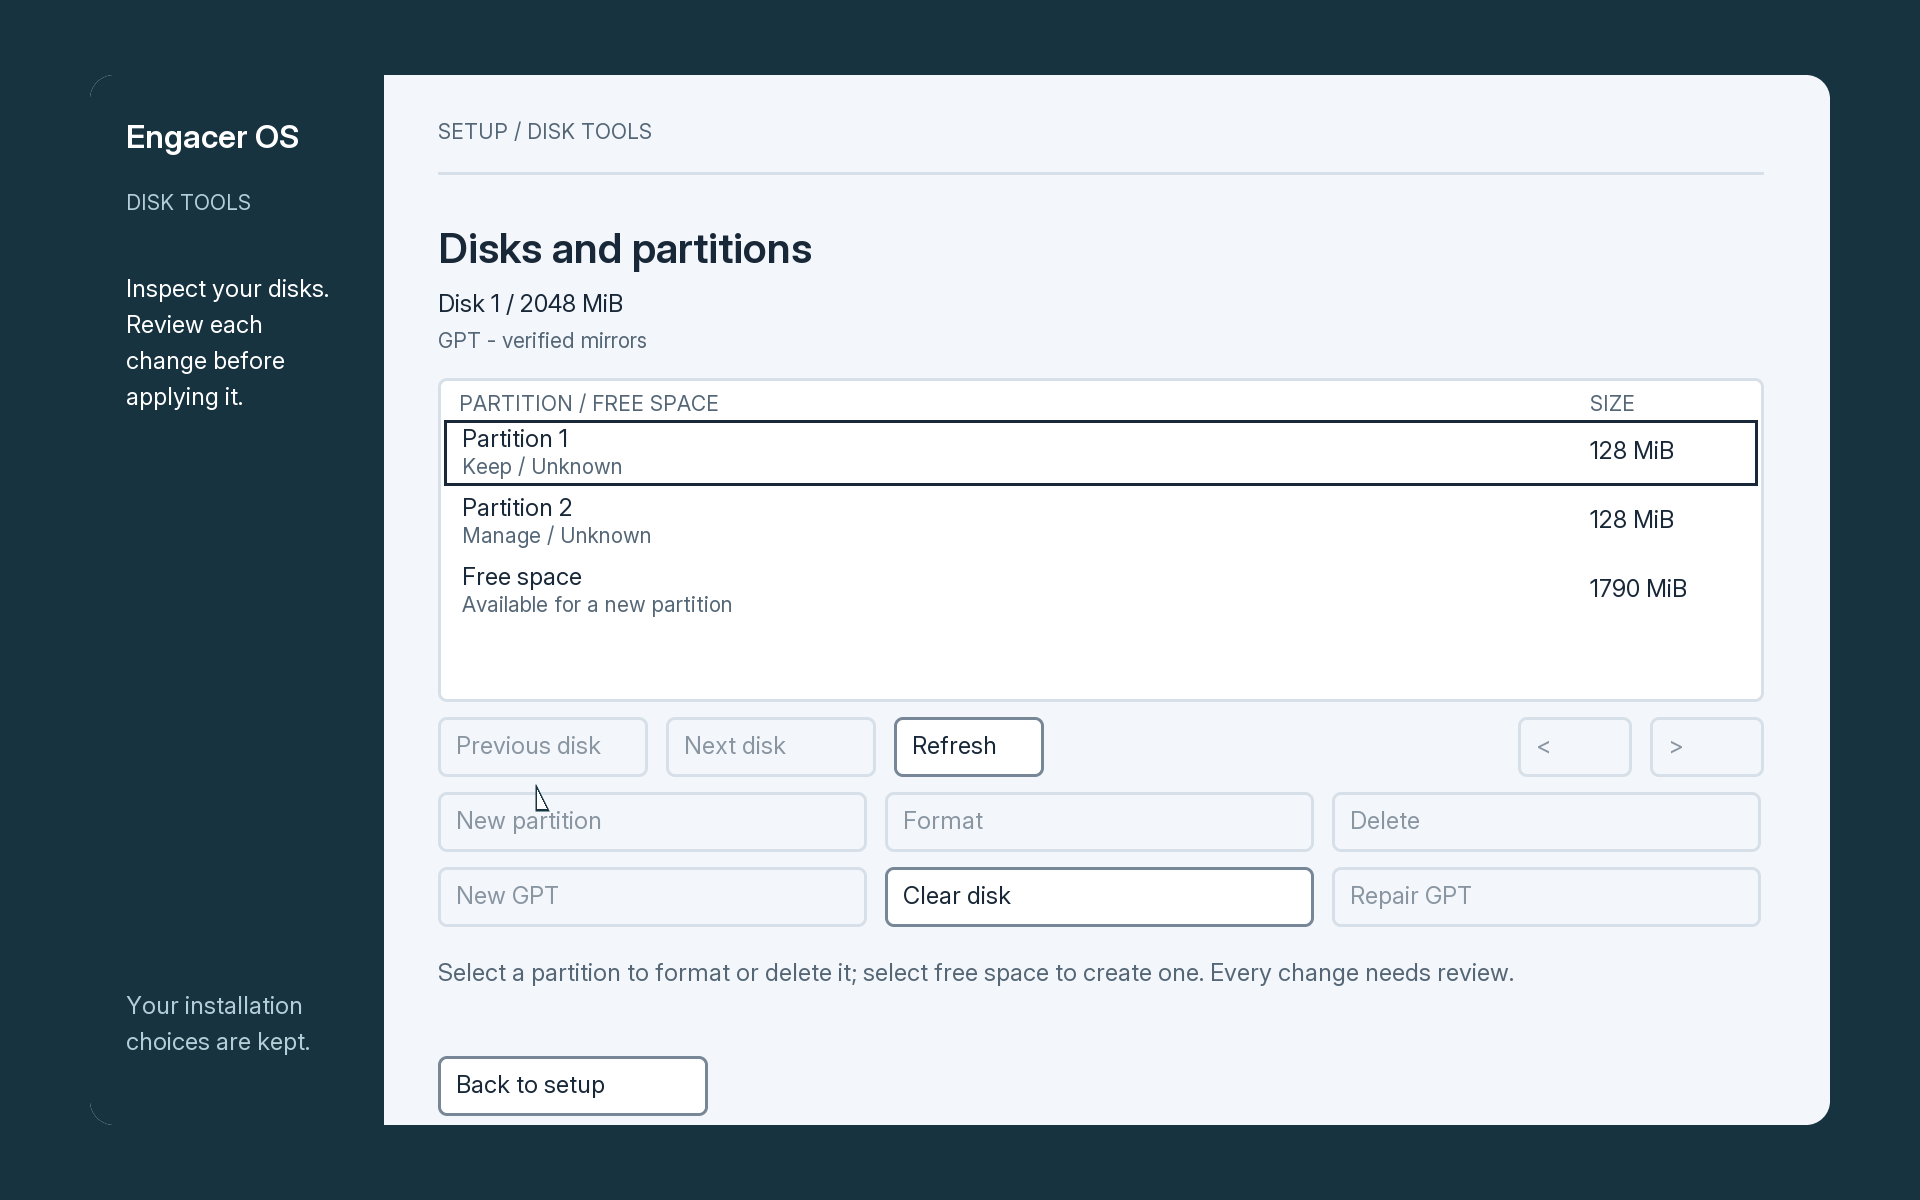 Engacer OS
DISK TOOLS
Inspect your disks.
Review each
change before
applying it.
Your installation
choices are kept.
SETUP / DISK TOOLS
Disks and partitions
Disk 1 / 2048 MiB
GPT - verified mirrors
PARTITION / FREE SPACE SIZE
Partition 1 128 MiB
Keep / Unknown
Partition 2 128 MiB
Manage / Unknown
Free space 1790 MiB
Available for a new partition
Previous disk Next disk Refresh < >
New partition Format Delete
New GPT Clear disk Repair GPT
Select a partition to format or delete it; select free space to create one. Every change needs review.
Back to setup